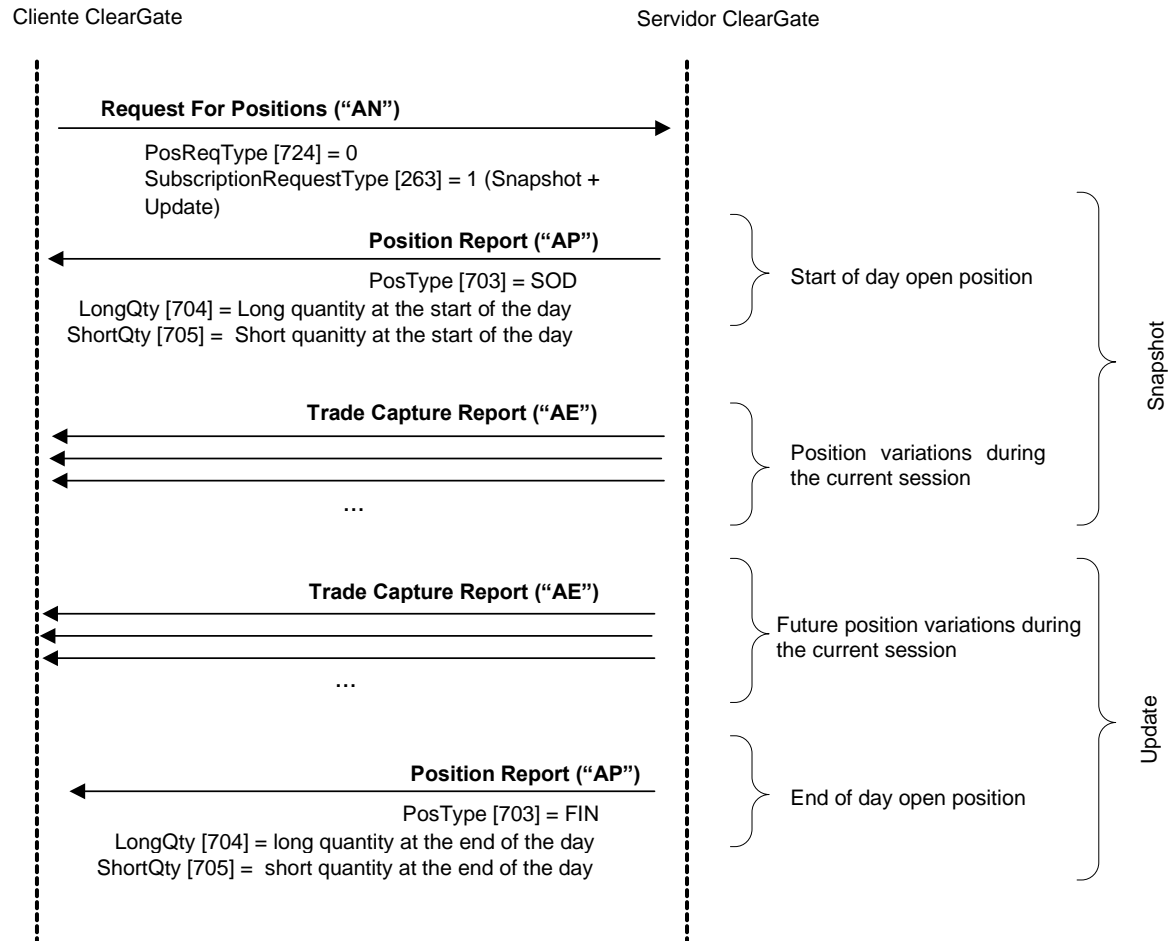 Cliente ClearGate
Servidor ClearGate
Request For Positions (“AN”)
PosReqType [724] = 0
SubscriptionRequestType [263] = 1 (Snapshot +
Update)
Position Report (“AP”)
PosType [703] = SOD
LongQty [704] = Long quantity at the start of the day
ShortQty [705] = Short quanitty at the start of the day
Start of day open position
Trade Capture Report (“AE”)
...
Position variations during
the current session
Snapshot
Trade Capture Report (“AE”)
...
Future position variations during
the current session
Position Report (“AP”)
PosType [703] = FIN
LongQty [704] = long quantity at the end of the day
ShortQty [705] = short quantity at the end of the day
End of day open position
Update